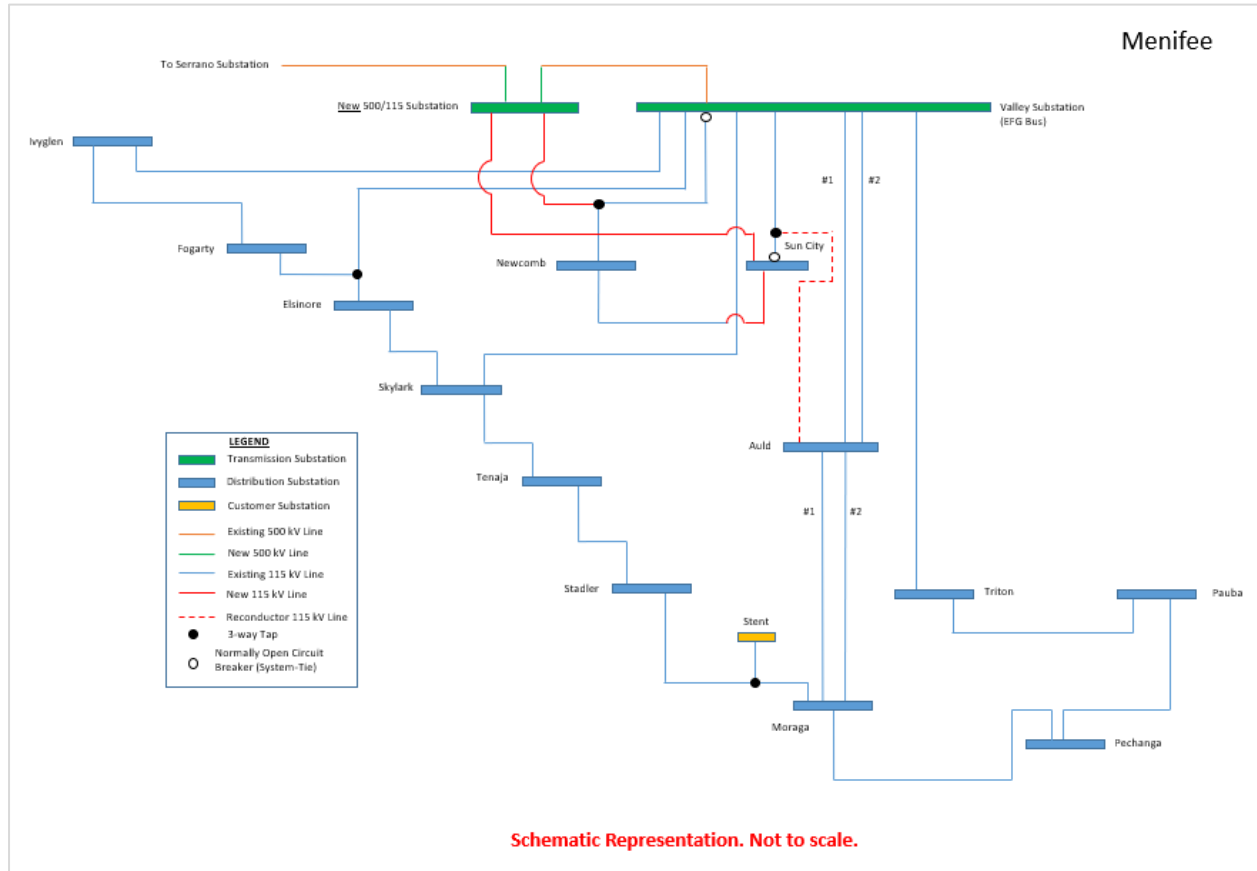 Menifee
To Serrano Substation
New 500/115 Substation
Valley Substation
(EFG Bus)
Ivyglen
#1
#2
Fogarty
Newcomb
Sun City
Elsinore
Skylark
LEGEND
Transmission Substation
Distribution Substation
Customer Substation
Existing 500 kV Line
New 500 kV Line
Existing 115 kV Line
New 115 kV Line
Reconductor 115 kV Line
3-way Tap
Normally Open Circuit
Breaker (System-Tie)
Auld
Tenaja
#1
#2
Stadler
Triton
Pauba
Stent
Moraga
Pechanga
Schematic Representation. Not to scale.